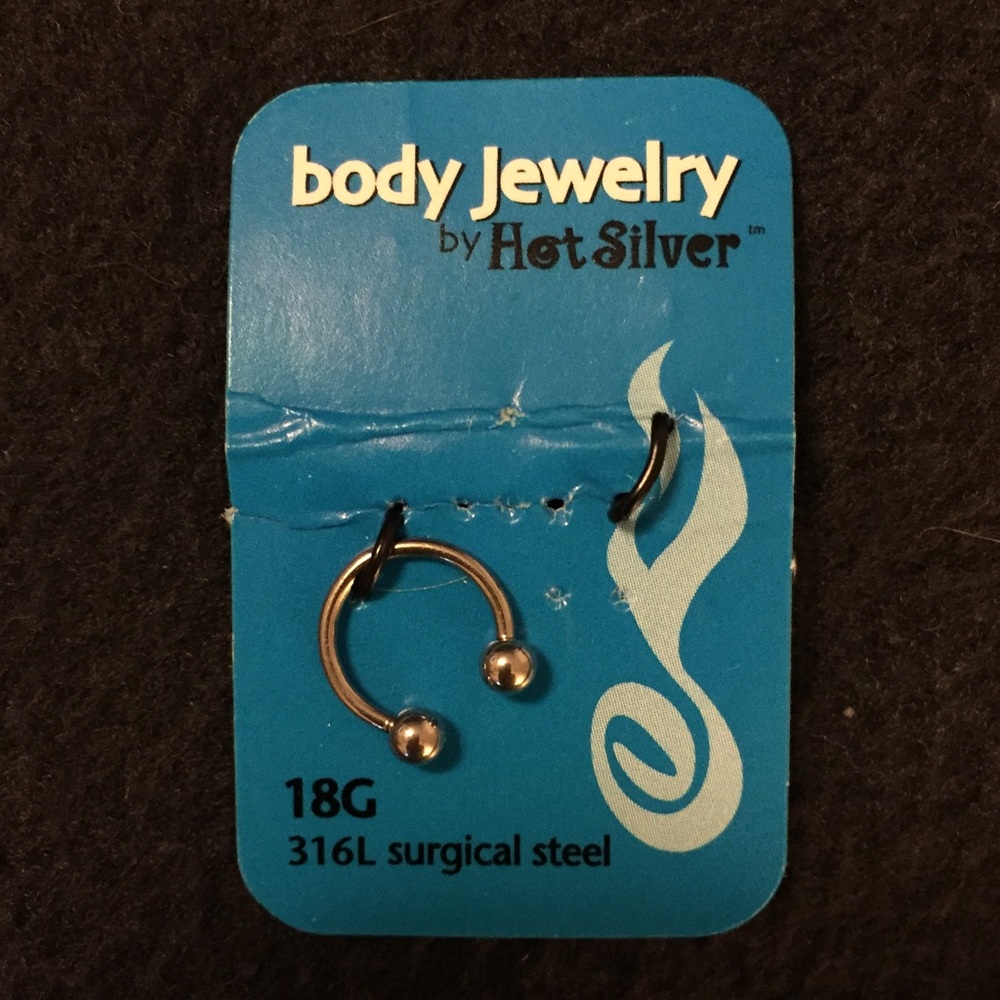 body Jewelry
by Hot Silver™
18G
316L surgical steel